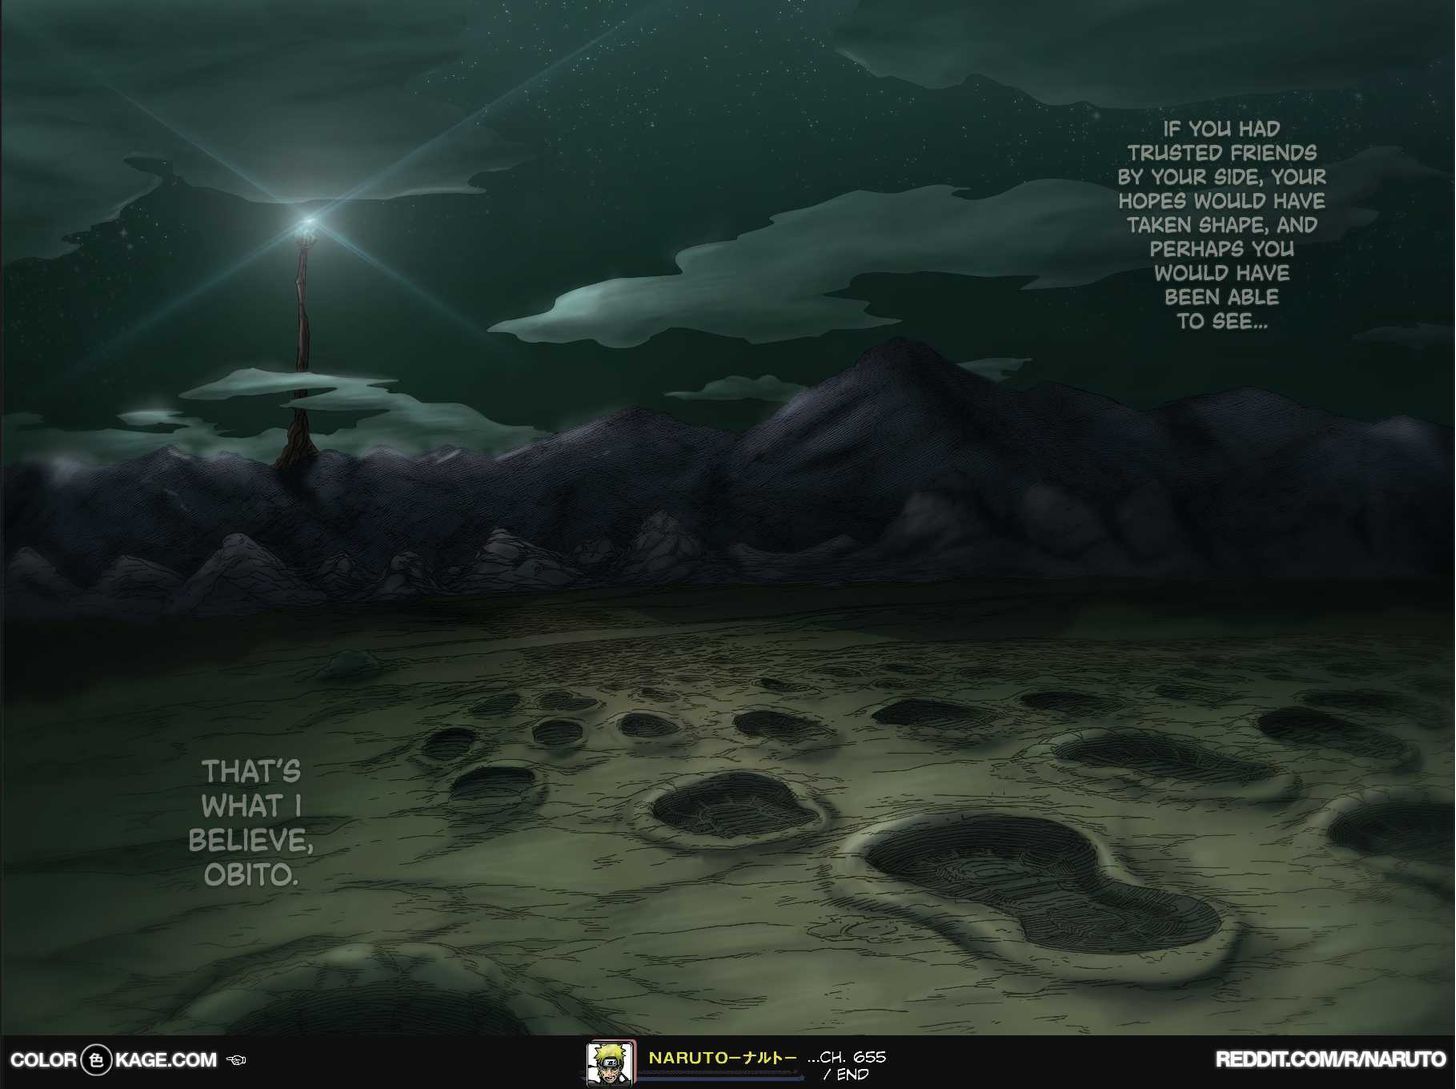 IF YOU HAD
TRUSTED FRIENDS
BY YOUR SIDE, YOUR
HOPES WOULD HAVE
TAKEN SHAPE, AND
PERHAPS YOU
WOULD HAVE
BEEN ABLE
TO SEE...
THAT'S
WHAT I
BELIEVE,
OBITO.
COLOR 色 KAGE.COM
NARUTOーナルトー ...CH. 655
/ END
REDDIT.COM/R/NARUTO